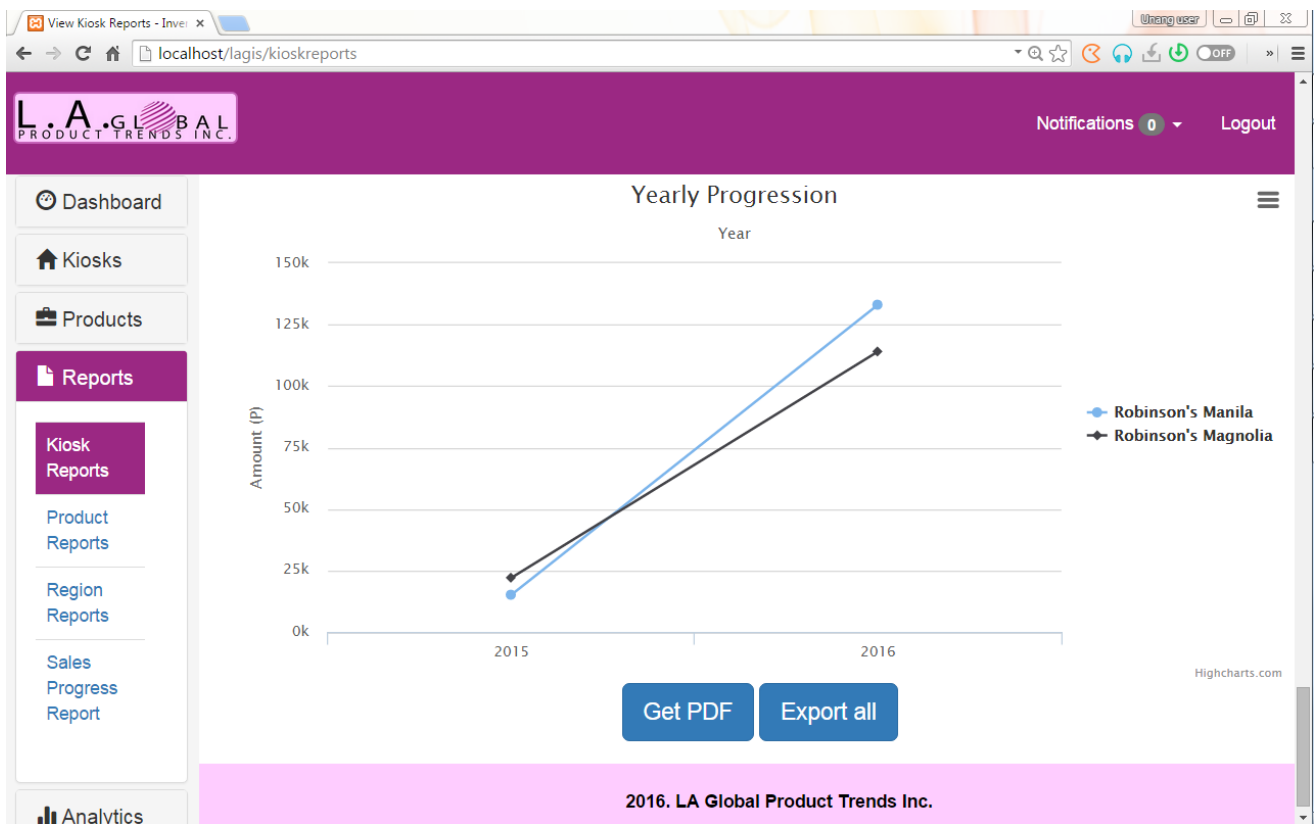 View Kiosk Reports - Inve
Unang user
localhost/lagis/kioskreports
OFF
»
L.A.GLOBAL
PRODUCT TRENDS INC.
Notifications 0
Logout
Dashboard
Kiosks
Products
Reports
Kiosk
Reports
Product
Reports
Region
Reports
Sales
Progress
Report
Analytics
Yearly Progression
Year
Amount (P)
150k
125k
100k
75k
50k
25k
0k
2015
2016
Robinson's Manila
Robinson's Magnolia
Highcharts.com
Get PDF
Export all
2016. LA Global Product Trends Inc.